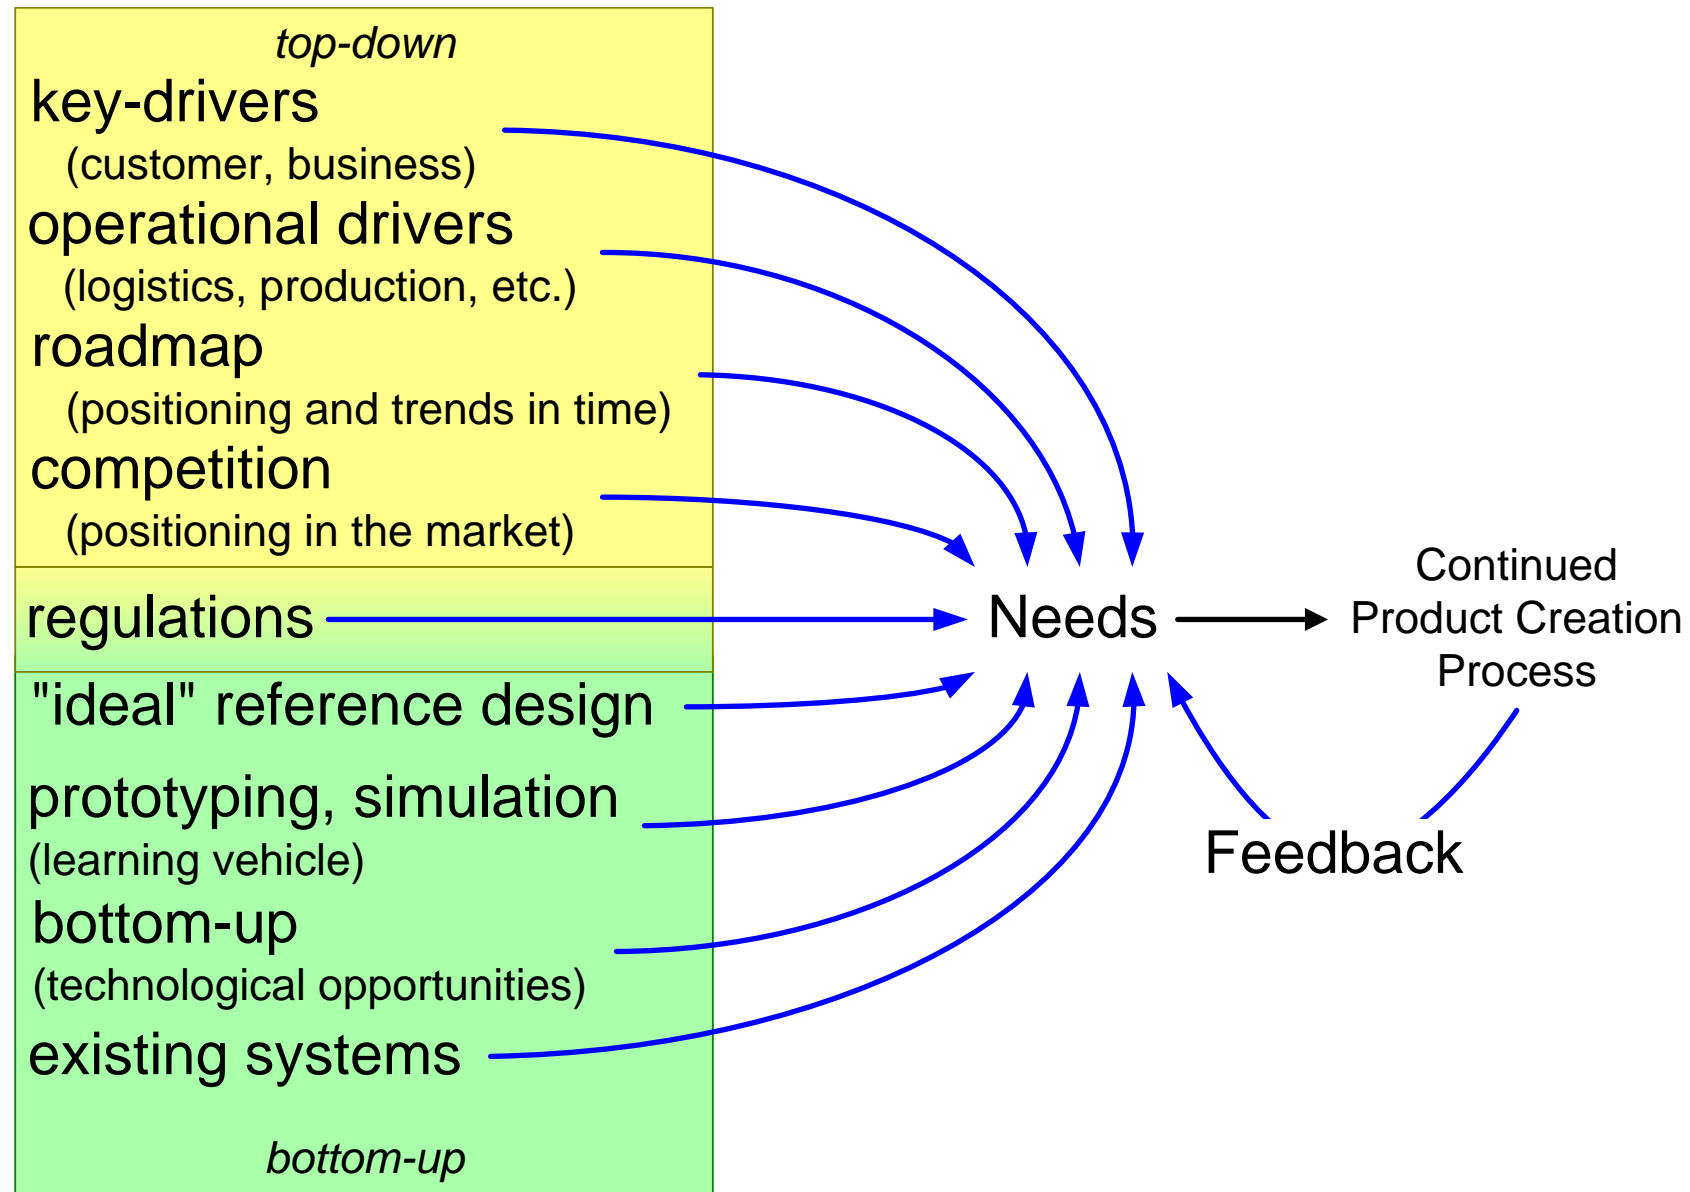 top-down
key-drivers
(customer, business)
operational drivers
(logistics, production, etc.)
roadmap
(positioning and trends in time)
competition
(positioning in the market)
regulations
"ideal" reference design
prototyping, simulation
(learning vehicle)
bottom-up
(technological opportunities)
existing systems
bottom-up
Needs
Continued
Product Creation
Process
Feedback